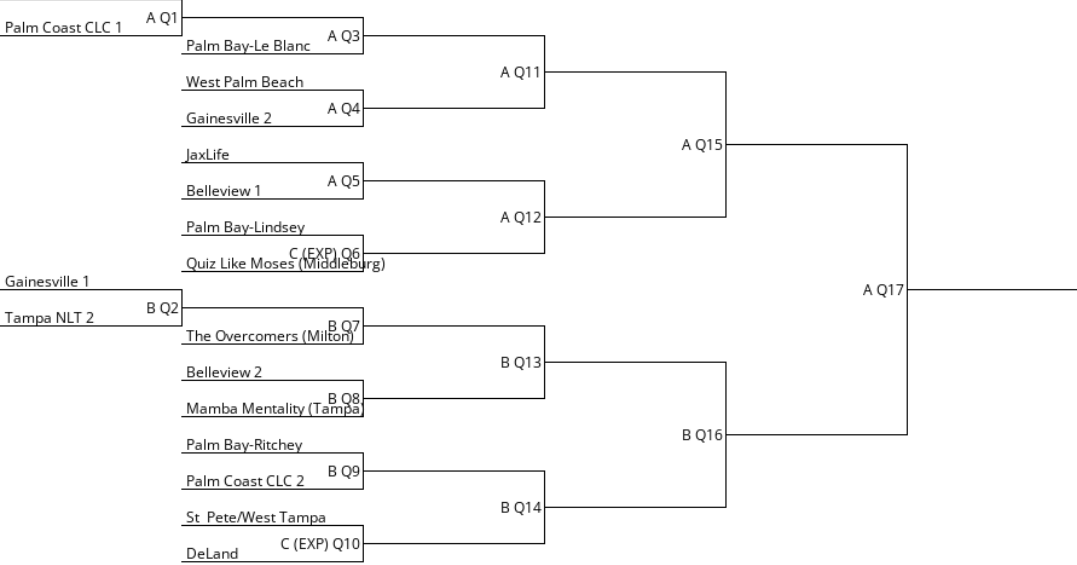 A Q1
Palm Coast CLC 1
A Q3
Palm Bay-Le Blanc
A Q11
West Palm Beach
A Q4
Gainesville 2
A Q15
JaxLife
A Q5
Belleview 1
A Q12
Palm Bay-Lindsey
C (EXP) Q6
Quiz Like Moses (Middleburg)
Gainesville 1
A Q17
B Q2
Tampa NLT 2
B Q7
The Overcomers (Milton)
B Q13
Belleview 2
B Q8
Mamba Mentality (Tampa)
B Q16
Palm Bay-Ritchey
B Q9
Palm Coast CLC 2
B Q14
St Pete/West Tampa
C (EXP) Q10
DeLand